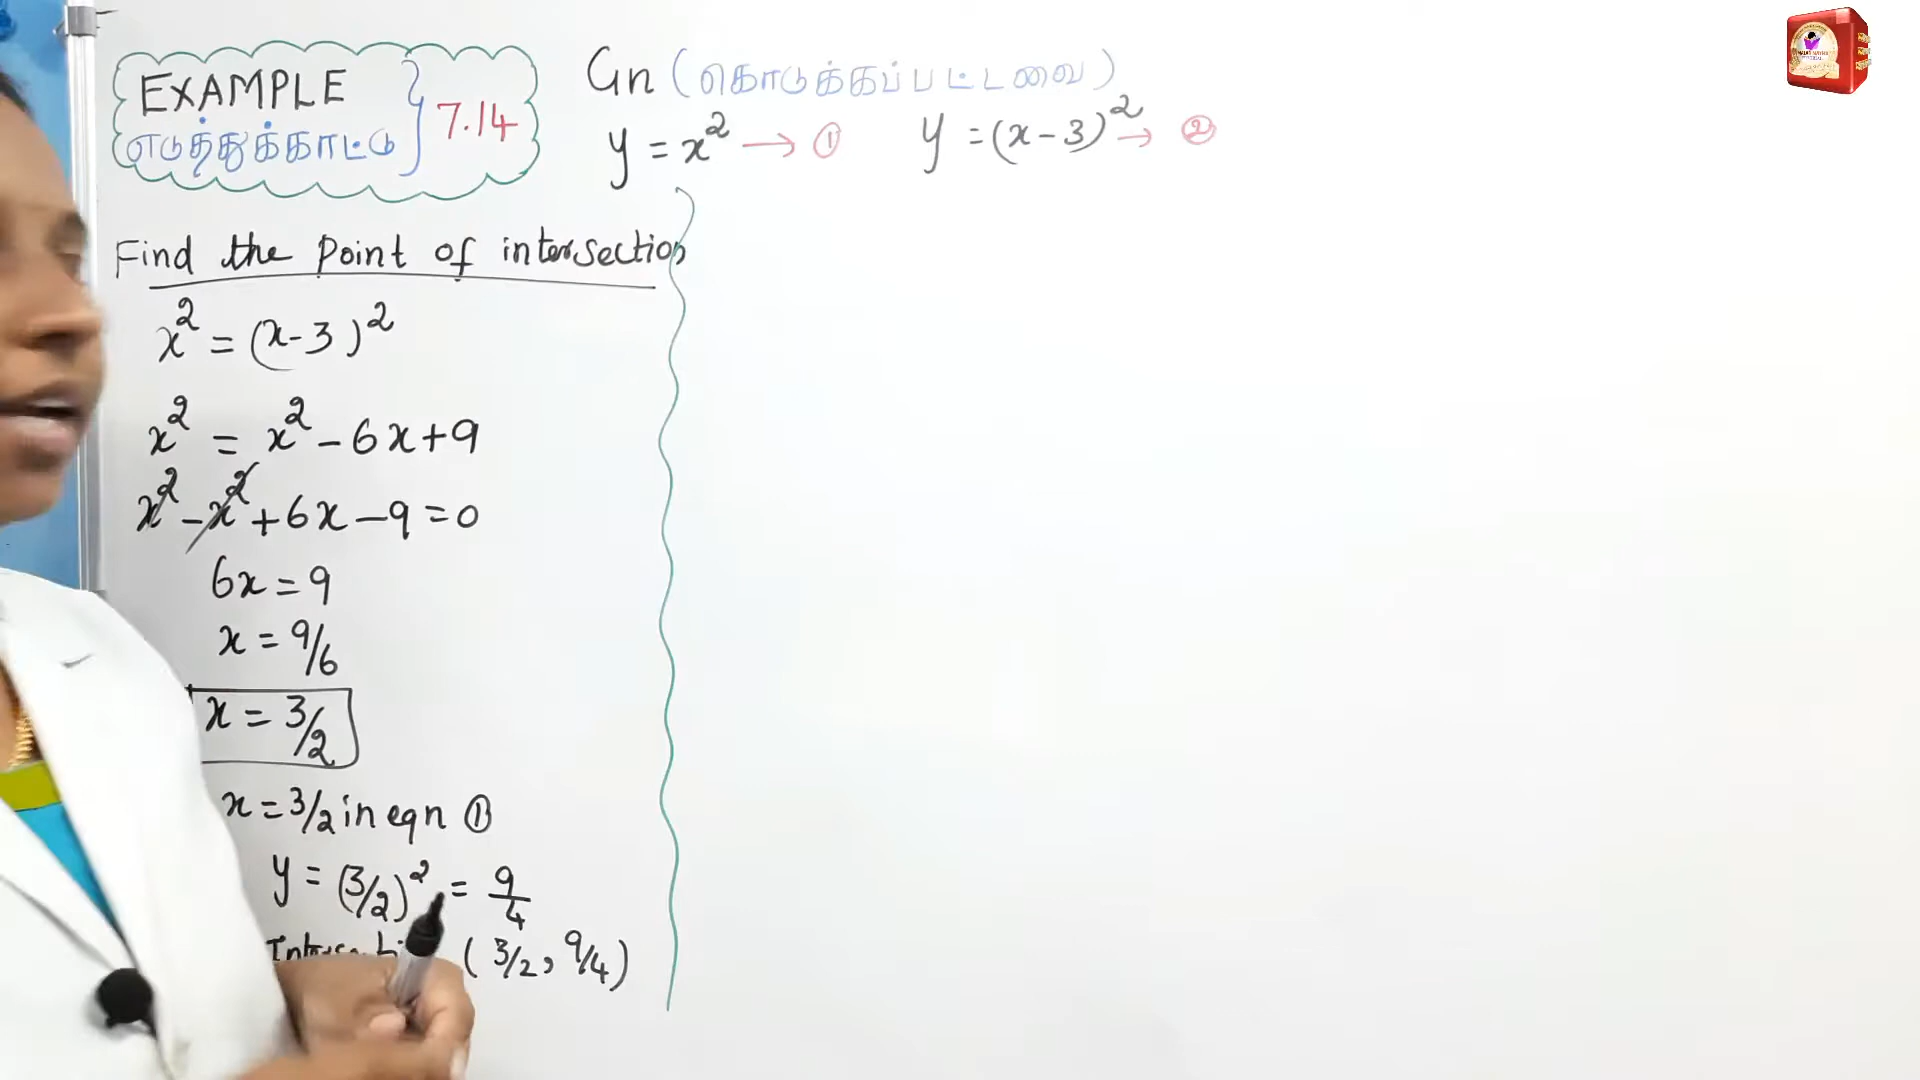 EXAMPLE
எடுத்துக்காட்டு } 7.14
Gn (கொடுக்கப்பட்டவை)
y = x² → ① y = (x-3)² → ②
Find the Point of intersection
x² = (x-3)²
x² = x² - 6x + 9
x² - x² + 6x - 9 = 0
6x = 9
x = 9/6
x = 3/2
x = 3/2 in eqn ①
y = (3/2)² = 9/4
(3/2, 9/4)